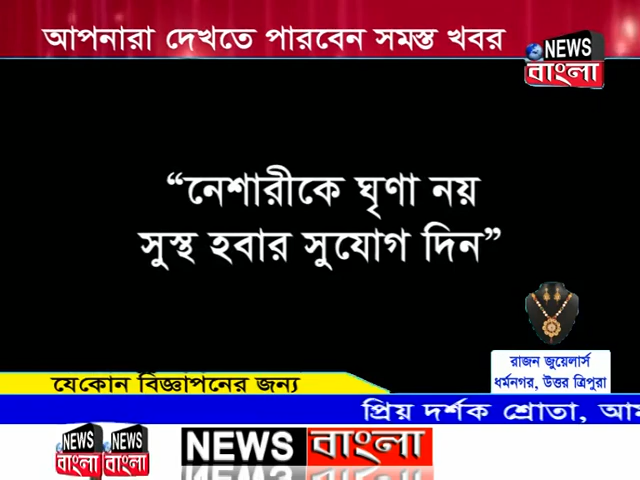 আপনারা দেখতে পারবেন সমস্ত খবর
NEWS
বাংলা
“নেশারীকে ঘৃণা নয়
সুস্থ হবার সুযোগ দিন”
রাজন জুয়েলার্স
ধর্মনগর, উত্তর ত্রিপুরা
যেকোন বিজ্ঞাপনের জন্য
প্রিয় দর্শক শ্রোতা,
NEWS NEWS
বাংলা বাংলা
NEWS বাংলা